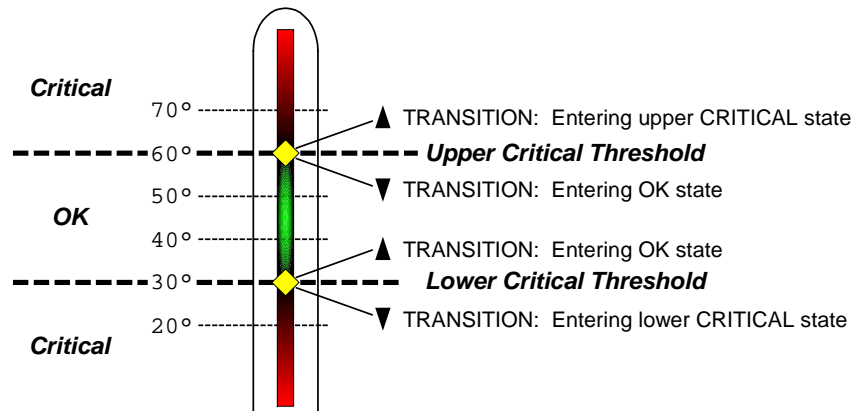 Critical
70°
▲ TRANSITION: Entering upper CRITICAL state
60°
Upper Critical Threshold
50°
▼ TRANSITION: Entering OK state
OK
40°
▲ TRANSITION: Entering OK state
30°
Lower Critical Threshold
20°
▼ TRANSITION: Entering lower CRITICAL state
Critical